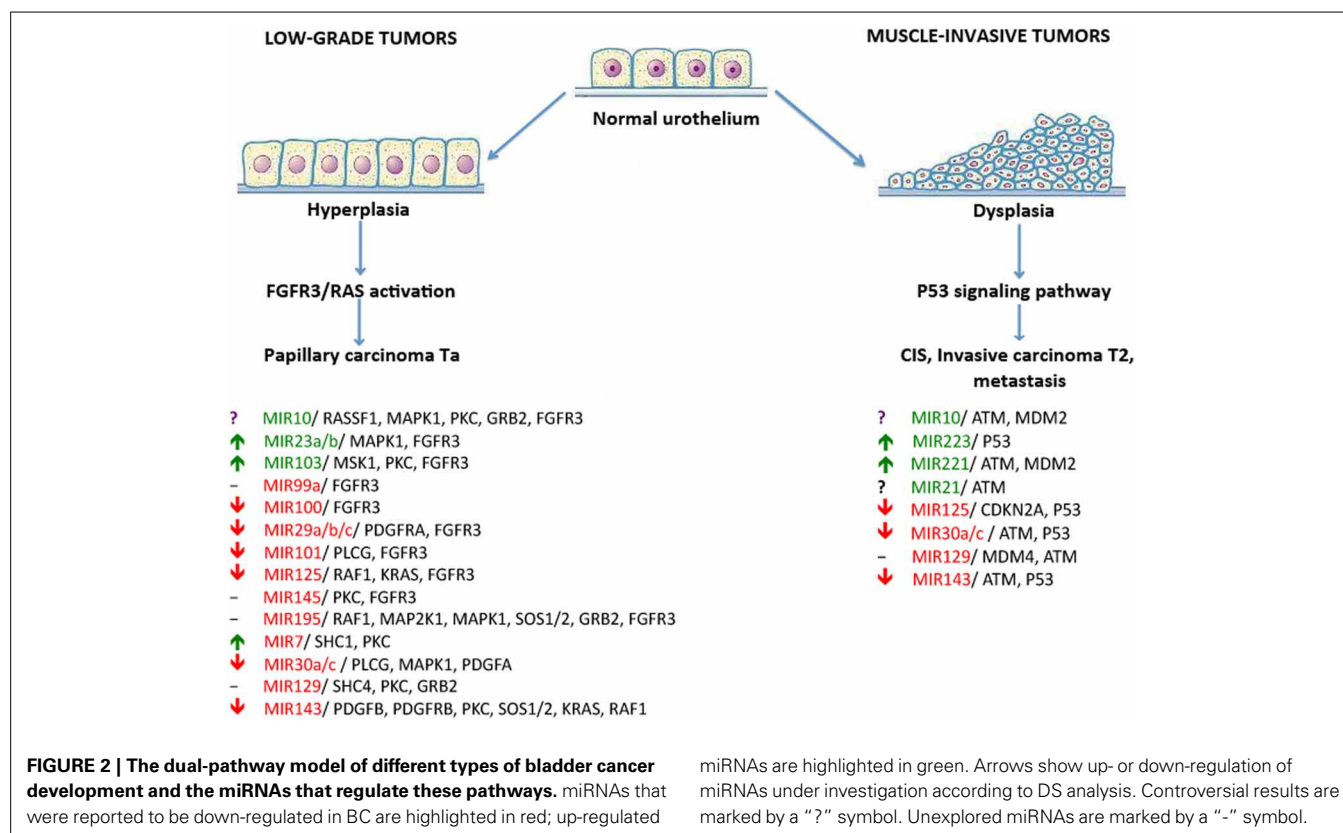 LOW-GRADE TUMORS
MUSCLE-INVASIVE TUMORS
Normal urothelium
Hyperplasia
FGFR3/RAS activation
Papillary carcinoma Ta
? MIR10/ RASSF1, MAPK1, PKC, GRB2, FGFR3
MIR23a/b/ MAPK1, FGFR3
MIR103/ MSK1, PKC, FGFR3
– MIR99a/ FGFR3
MIR100/ FGFR3
MIR29a/b/c/ PDGFRA, FGFR3
MIR101/ PLCG, FGFR3
MIR125/ RAF1, KRAS, FGFR3
– MIR145/ PKC, FGFR3
– MIR195/ RAF1, MAP2K1, MAPK1, SOS1/2, GRB2, FGFR3
MIR7/ SHC1, PKC
MIR30a/c / PLCG, MAPK1, PDGFA
– MIR129/ SHC4, PKC, GRB2
MIR143/ PDGFB, PDGFRB, PKC, SOS1/2, KRAS, RAF1
Dysplasia
P53 signaling pathway
CIS, Invasive carcinoma T2,
metastasis
? MIR10/ ATM, MDM2
MIR223/ P53
MIR221/ ATM, MDM2
? MIR21/ ATM
MIR125/ CDKN2A, P53
MIR30a/c / ATM, P53
– MIR129/ MDM4, ATM
MIR143/ ATM, P53
FIGURE 2 | The dual-pathway model of different types of bladder cancer
development and the miRNAs that regulate these pathways. miRNAs that
were reported to be down-regulated in BC are highlighted in red; up-regulated
miRNAs are highlighted in green. Arrows show up- or down-regulation of
miRNAs under investigation according to DS analysis. Controversial results are
marked by a “?” symbol. Unexplored miRNAs are marked by a “-” symbol.